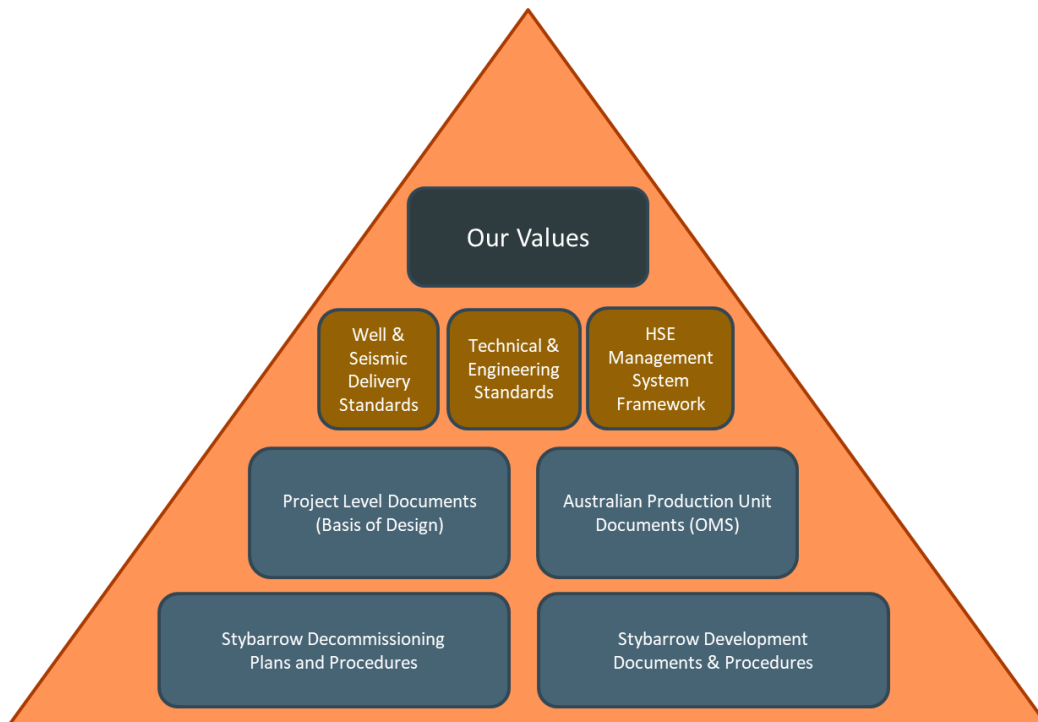 Our Values
Well &
Seismic
Delivery
Standards
Technical &
Engineering
Standards
HSE
Management
System
Framework
Project Level Documents
(Basis of Design)
Australian Production Unit
Documents (OMS)
Stybarrow Decommissioning
Plans and Procedures
Stybarrow Development
Documents & Procedures